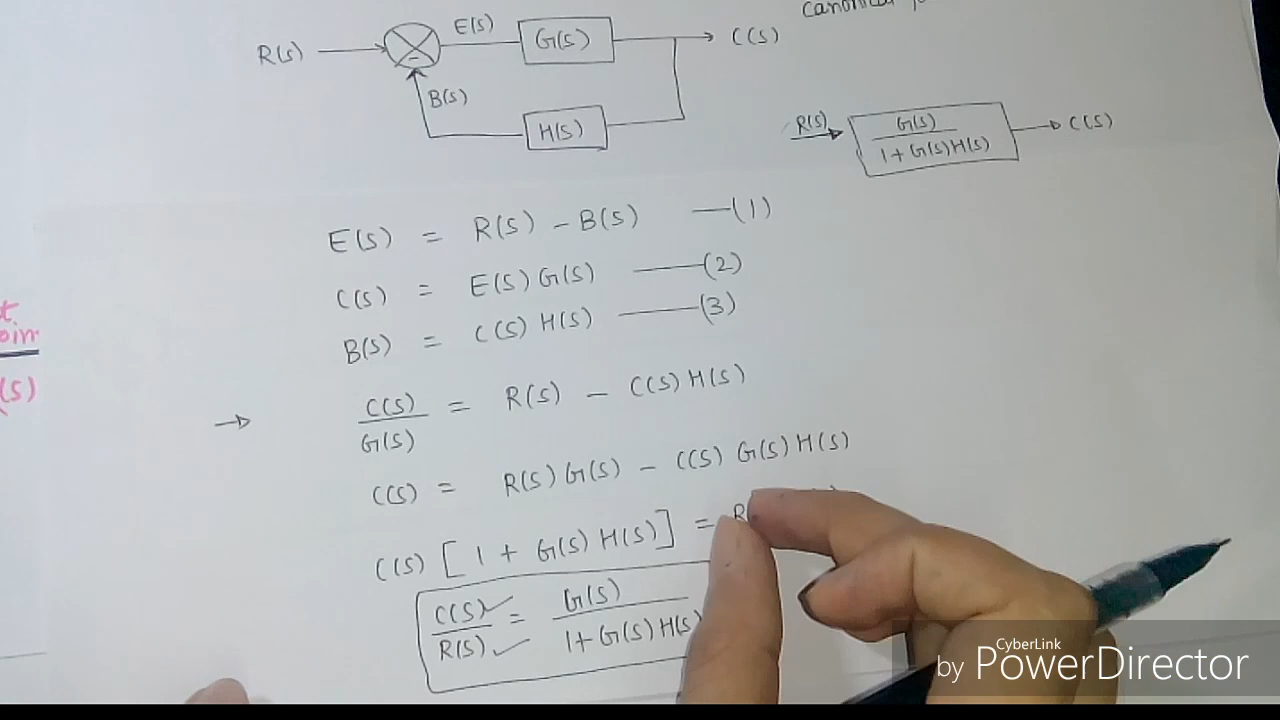 canonical
R(s) E(s) G(s) C(s)
-
B(s)
H(s)
R(s) G(s) / 1 + G(s)H(s) C(s)
E(s) = R(s) - B(s) —(1)
C(s) = E(s) G(s) —(2)
B(s) = C(s) H(s) —(3)
→ C(s)/G(s) = R(s) - C(s) H(s)
C(s) = R(s) G(s) - C(s) G(s) H(s)
C(s) [1 + G(s) H(s)] = R
C(s)/R(s) = G(s) / 1 + G(s) H(s)
(s)
CyberLink
by PowerDirector